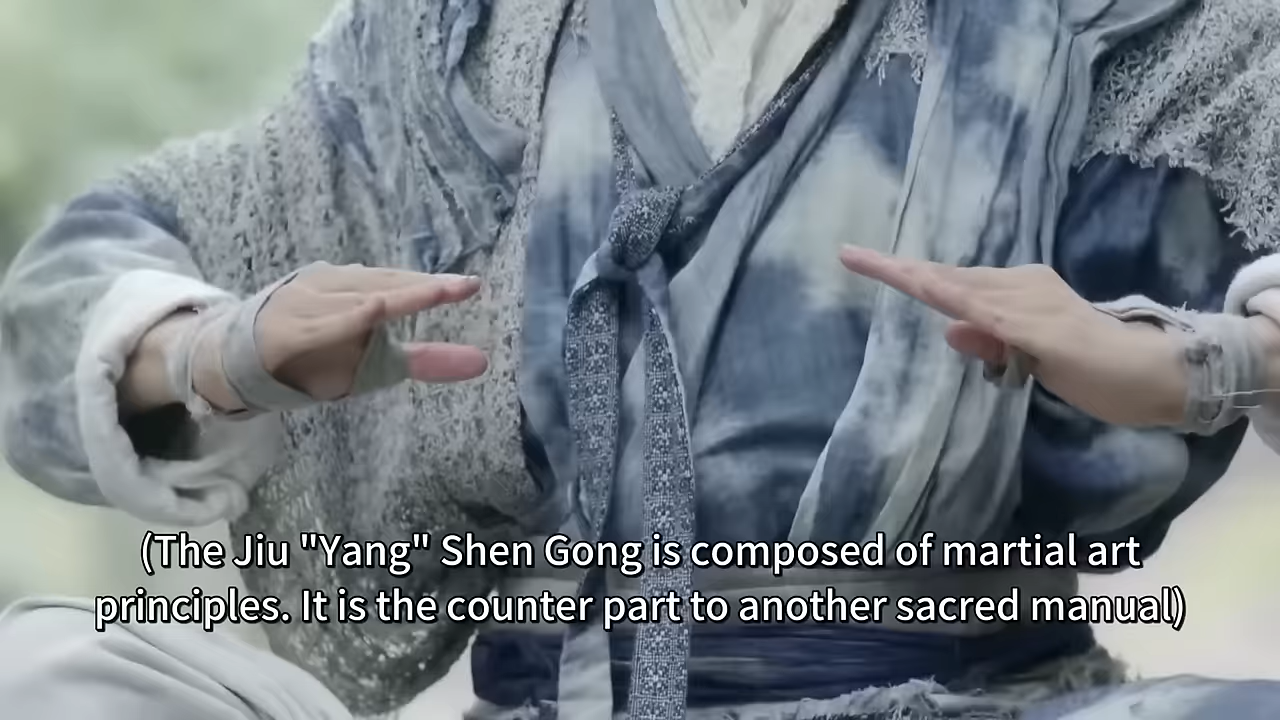 (The Jiu "Yang" Shen Gong is composed of martial art
principles. It is the counter part to another sacred manual)